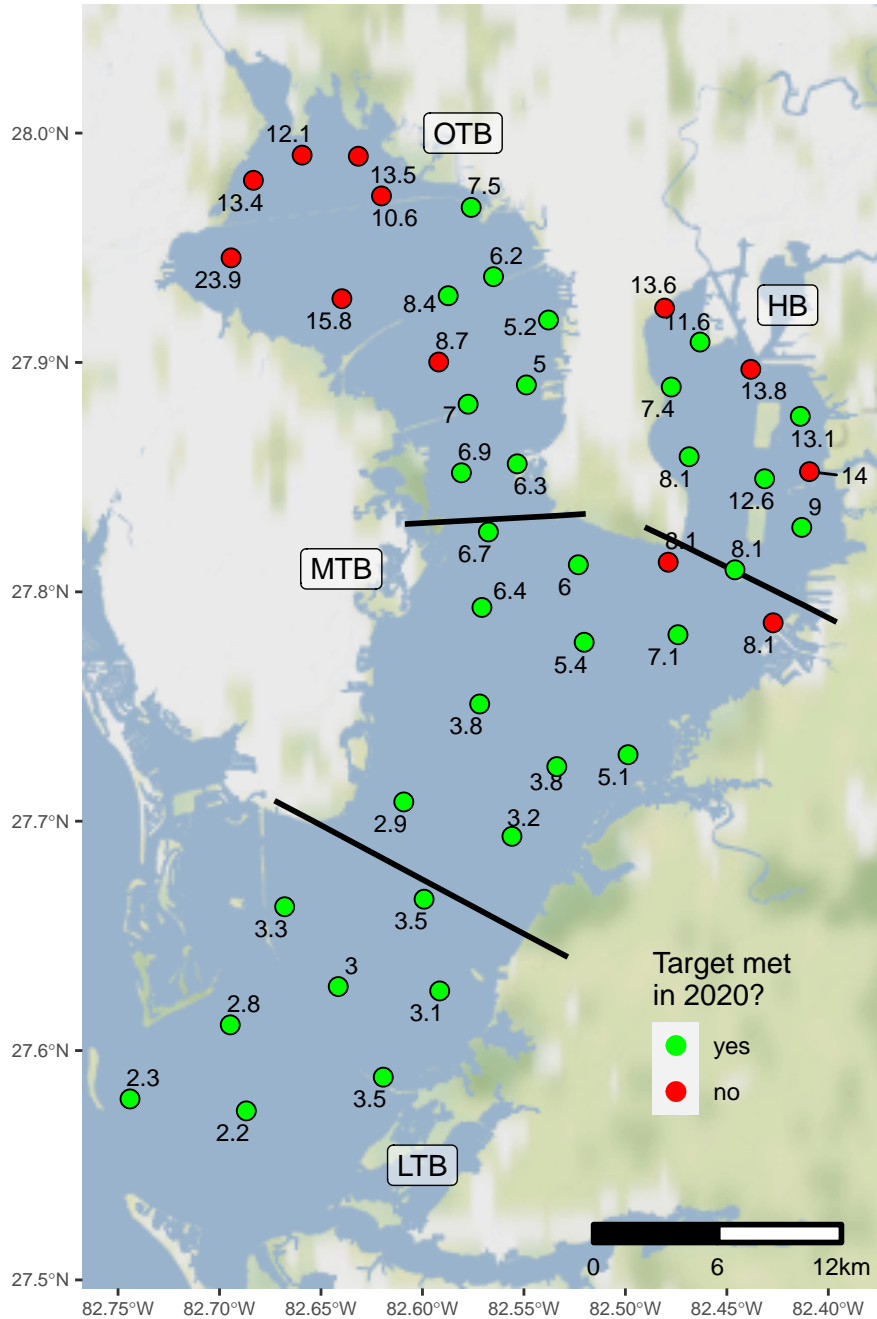 28.0°N
27.9°N
27.8°N
27.7°N
27.6°N
27.5°N
OTB
12.1
13.5
13.4
10.6
7.5
23.9
15.8
8.4
6.2
5.2
8.7
5
7
6.9
6.3
HB
13.6
11.6
13.8
7.4
13.1
8.1
14
12.6
9
8.1
8.1
MTB
6.7
6
6.4
8.1
5.4
7.1
3.8
3.8
5.1
2.9
3.2
3.3
3.5
3
3.1
2.8
2.3
3.5
2.2
LTB
Target met
in 2020?
yes
no
0 6 12km
82.75°W 82.70°W 82.65°W 82.60°W 82.55°W 82.50°W 82.45°W 82.40°W